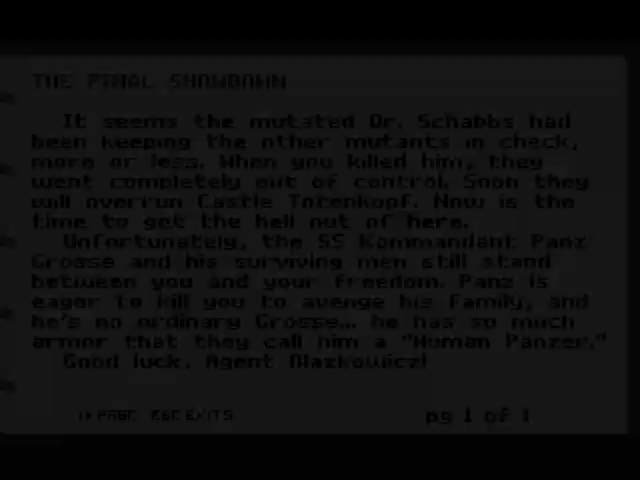 THE FINAL SHOWDOWN
It seems the mutated Dr. Schabbs had
been keeping the other mutants in check,
more or less. When you killed him, they
went completely out of control. Soon they
will overrun Castle Totenkopf. Now is the
time to get the hell out of here.
Unfortunately, the SS Kommandant Panz
Grosse and his surviving men still stand
between you and your freedom. Panz is
eager to kill you to avenge his family, and
he's no ordinary Grosse... he has so much
armor that they call him a "Human Panzer."
Good luck, Agent Blazkowicz!
PAGE ESC EXITS
pg 1 of 1